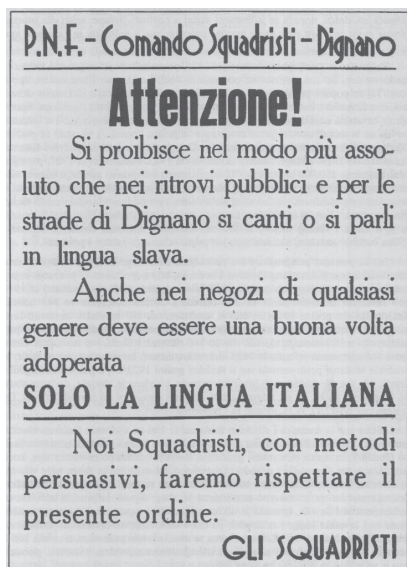 P.N.F. - Comando Squadristi - Dignano
Attenzione!
Si proibisce nel modo più asso-
luto che nei ritrovi pubblici e per le
strade di Dignano si canti o si parli
in lingua slava.
Anche nei negozi di qualsiasi
genere deve essere una buona volta
adoperata
SOLO LA LINGUA ITALIANA
Noi Squadristi, con metodi
persuasivi, faremo rispettare il
presente ordine.
GLI SQUADRISTI